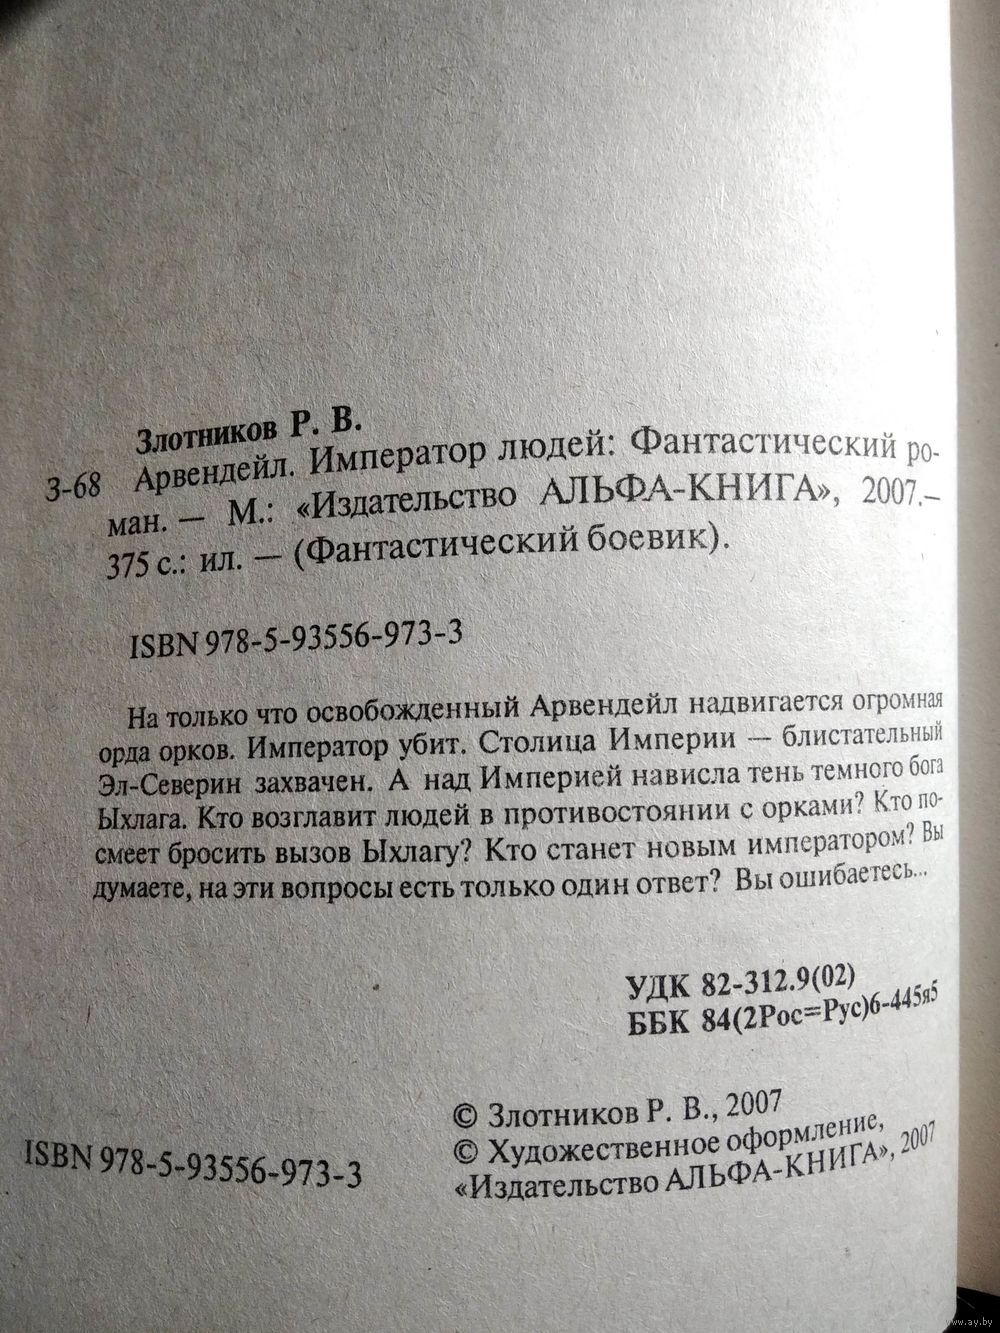 Злотников Р. В.
З-68 Арвендейл. Император людей: Фантастический ро-
ман. — М.: «Издательство АЛЬФА-КНИГА», 2007.—
375 с.: ил. — (Фантастический боевик).
ISBN 978-5-93556-973-3
На только что освобожденный Арвендейл надвигается огромная
орда орков. Император убит. Столица Империи — блистательный
Эл-Северин захвачен. А над Империей нависла тень темного бога
Ыхлага. Кто возглавит людей в противостоянии с орками? Кто по-
смеет бросить вызов Ыхлагу? Кто станет новым императором? Вы
думаете, на эти вопросы есть только один ответ? Вы ошибаетесь...
УДК 82-312.9(02)
ББК 84(2Рос=Рус)6-445я5
© Злотников Р. В., 2007
© Художественное оформление,
«Издательство АЛЬФА-КНИГА», 2007
ISBN 978-5-93556-973-3
www.ay.by